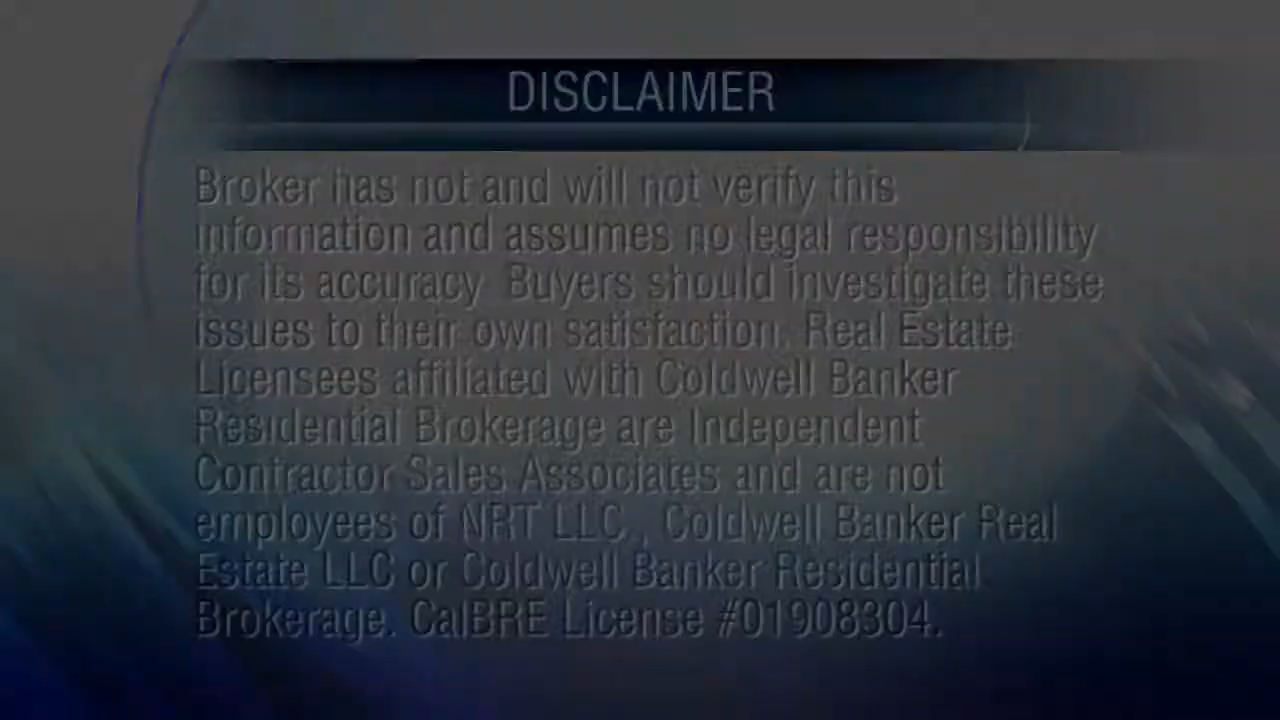 DISCLAIMER
Broker has not and will not verify this
information and assumes no legal responsibility
for its accuracy. Buyers should investigate these
issues to their own satisfaction. Real Estate
Licensees affiliated with Coldwell Banker
Residential Brokerage are Independent
Contractor Sales Associates and are not
employees of NRT LLC., Coldwell Banker Real
Estate LLC or Coldwell Banker Residential
Brokerage. CalBRE License #01908304.